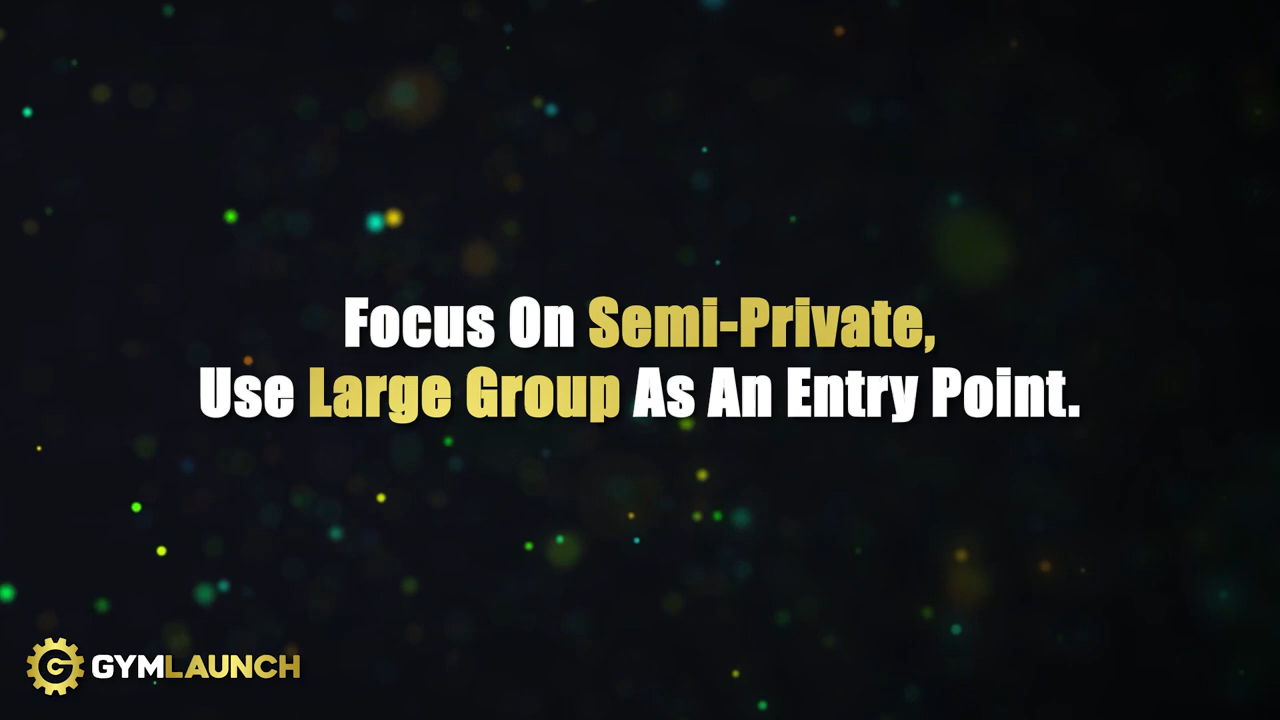 Focus On Semi-Private,
Use Large Group As An Entry Point.
GYMLAUNCH